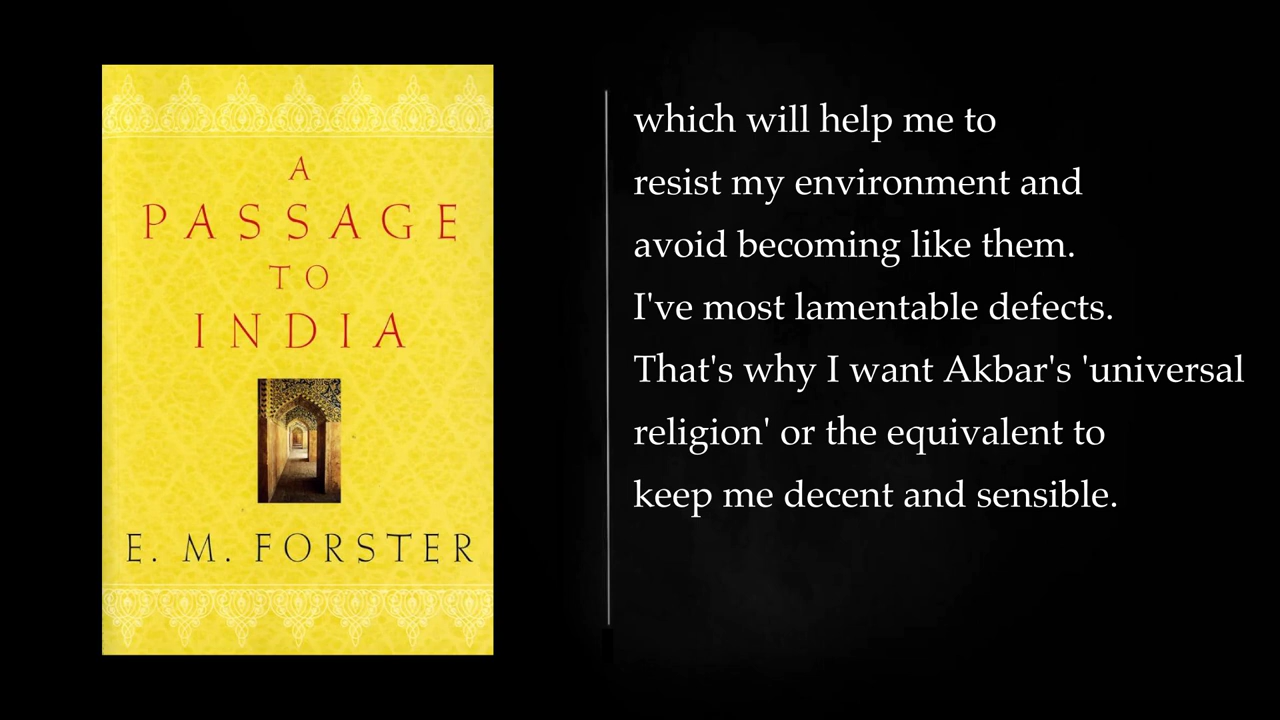 A
PASSAGE
TO
INDIA
E. M. FORSTER
which will help me to
resist my environment and
avoid becoming like them.
I've most lamentable defects.
That's why I want Akbar's 'universal
religion' or the equivalent to
keep me decent and sensible.